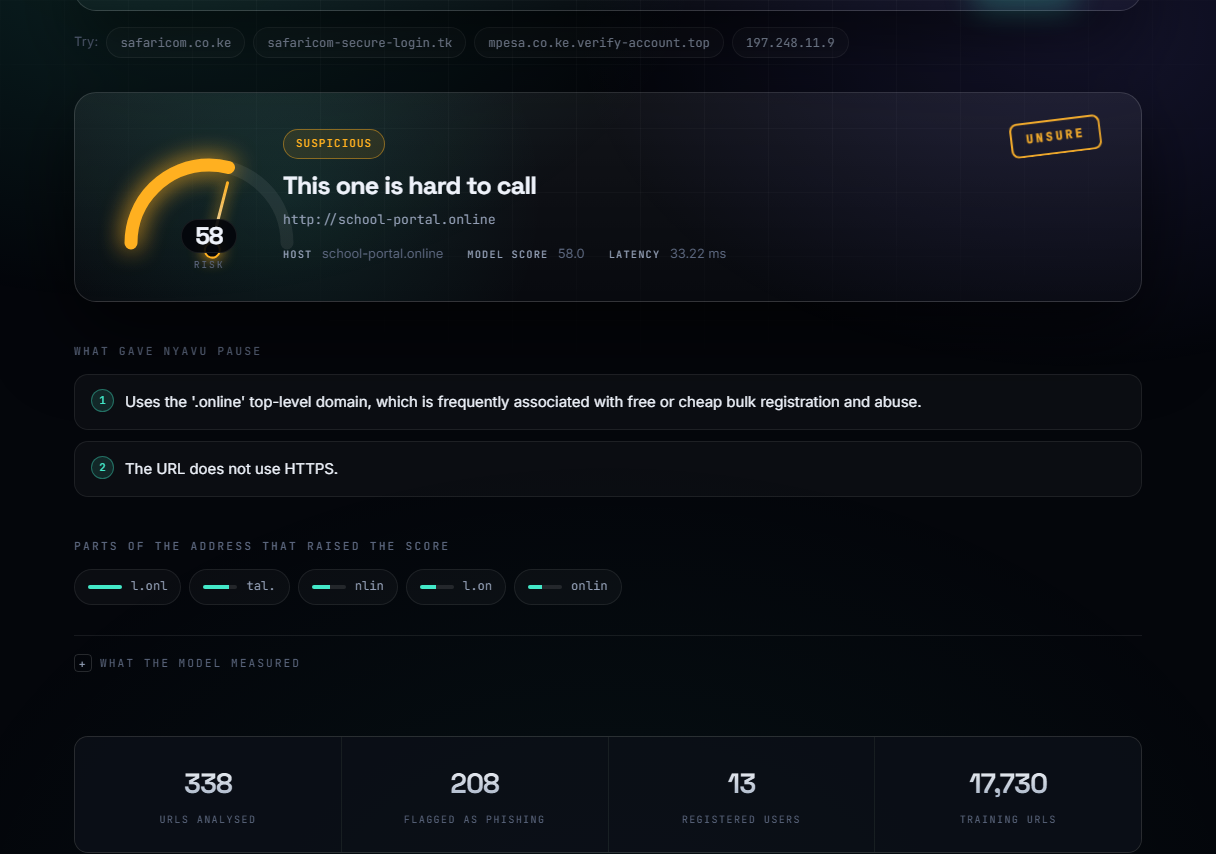 Try: safaricom.co.ke safaricom-secure-login.tk mpesa.co.ke.verify-account.top 197.248.11.9
SUSPICIOUS
UNSURE
This one is hard to call
http://school-portal.online
58
RISK
HOST school-portal.online MODEL SCORE 58.0 LATENCY 33.22 ms
WHAT GAVE NYAVU PAUSE
1 Uses the '.online' top-level domain, which is frequently associated with free or cheap bulk registration and abuse.
2 The URL does not use HTTPS.
PARTS OF THE ADDRESS THAT RAISED THE SCORE
l.onl tal. nlin l.on onlin
+ WHAT THE MODEL MEASURED
338 208 13 17,730
URLS ANALYSED FLAGGED AS PHISHING REGISTERED USERS TRAINING URLS